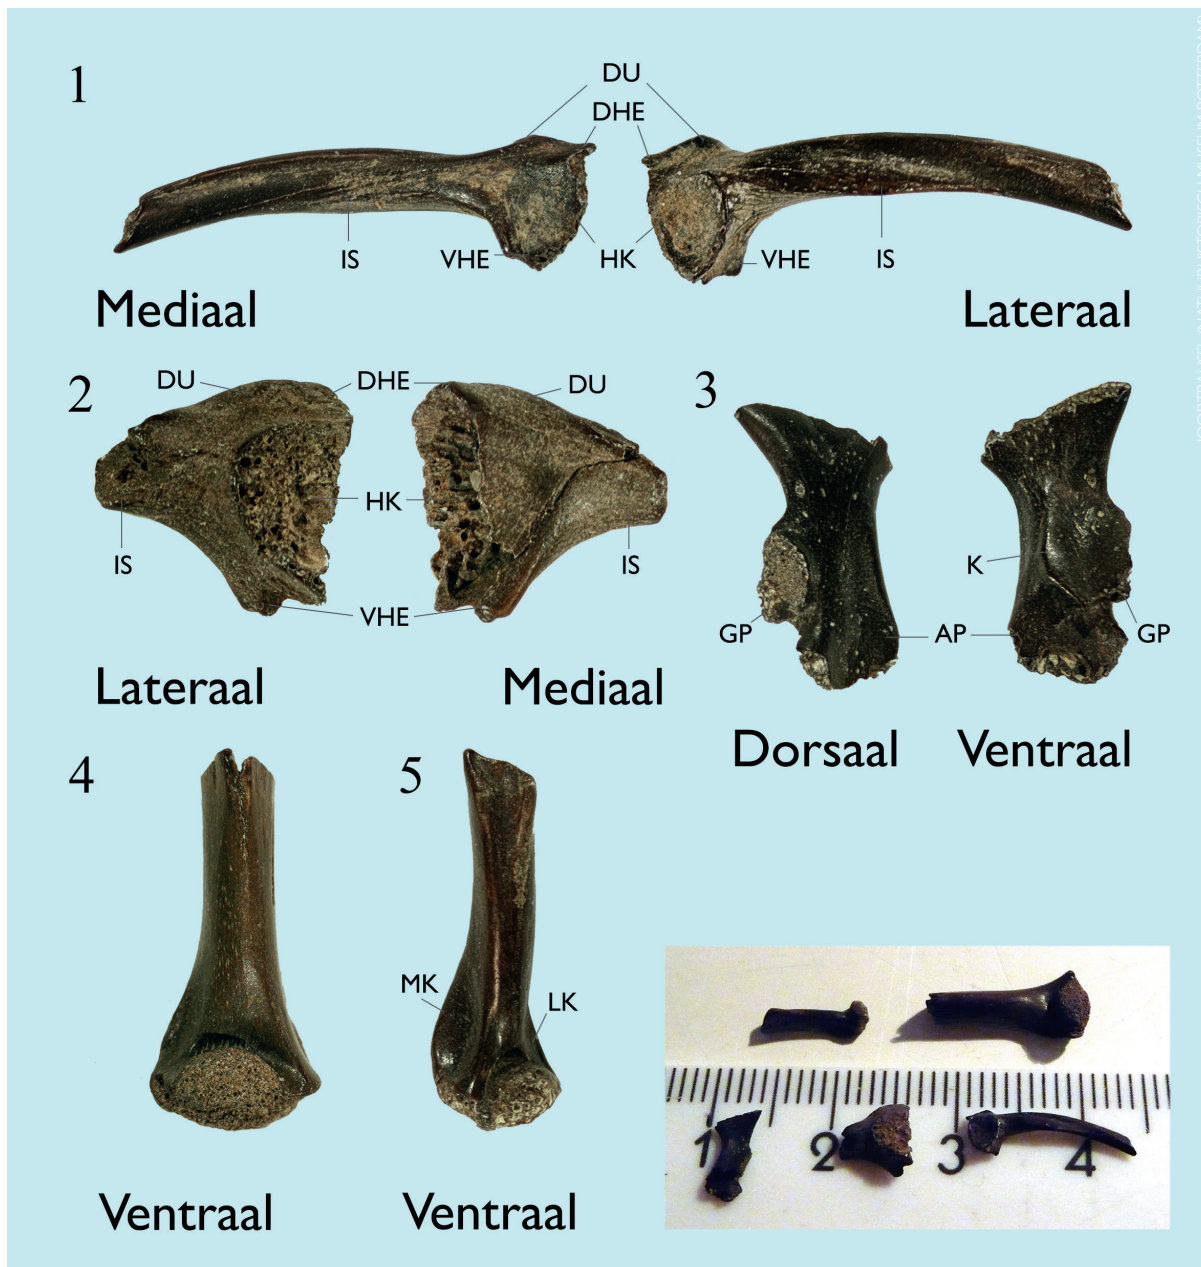 1
DU
DHE
IS
VHE
HK
VHE
IS
Mediaal
Lateraal
2
DU
DHE
DU
3
HK
IS
IS
K
VHE
GP
AP
GP
Lateraal
Mediaal
Dorsaal
Ventraal
4
5
MK
LK
1
2
3
4
Ventraal
Ventraal